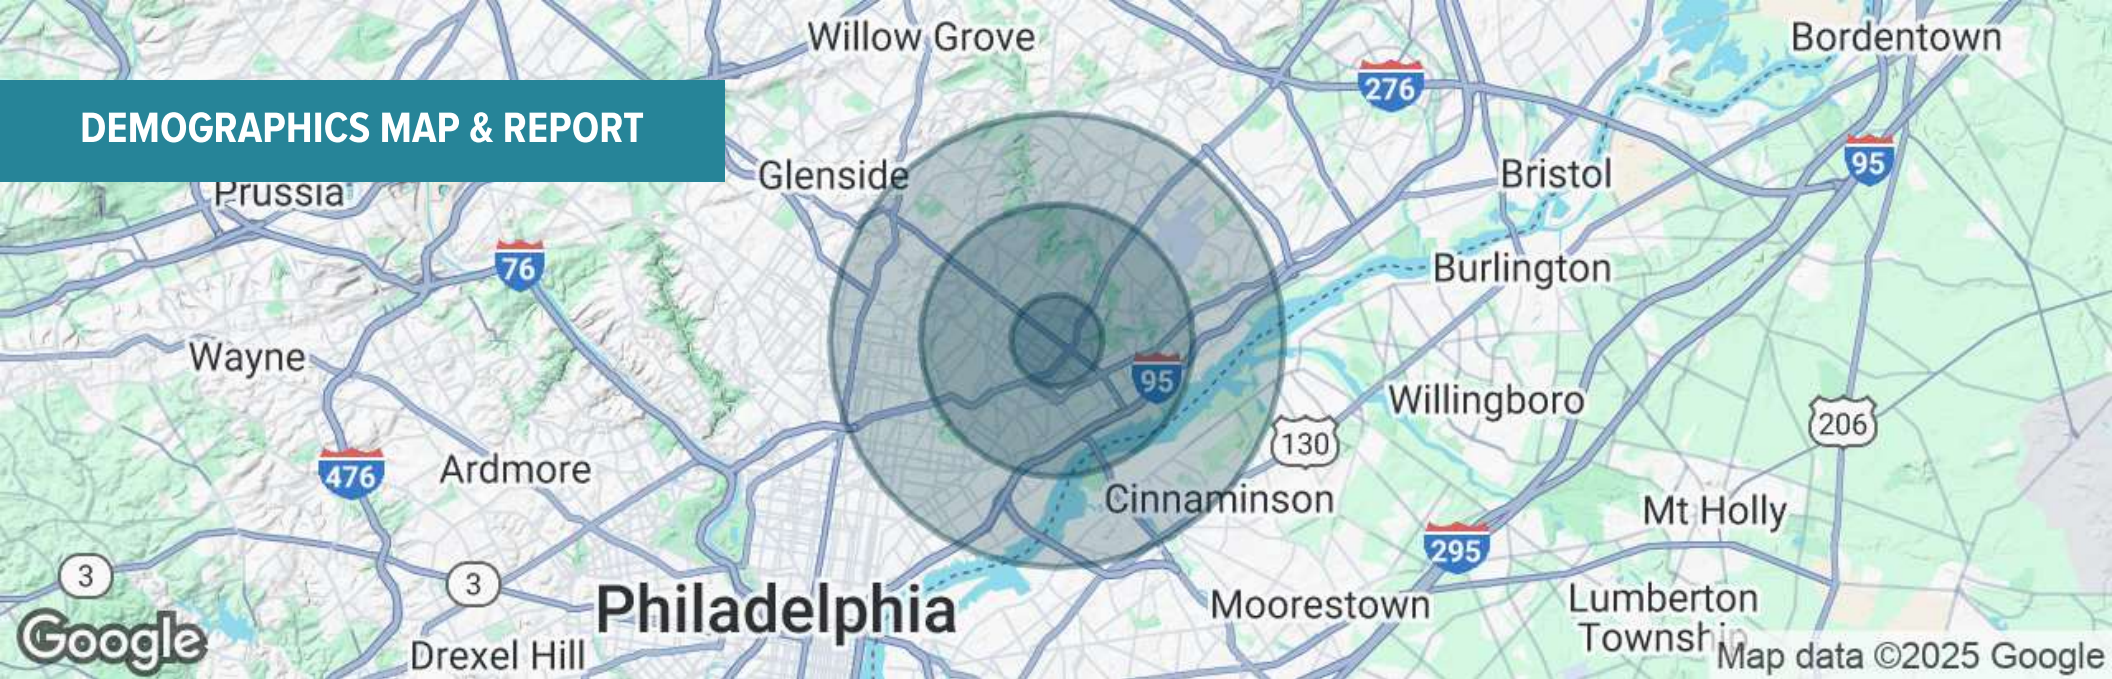 Willow Grove
Bordentown
276
DEMOGRAPHICS MAP & REPORT
95
Glenside
Bristol
Prussia
76
Burlington
Wayne
95
Willingboro
206
130
476
Ardmore
Cinnaminson
Mt Holly
295
3
3
Philadelphia
Moorestown
Lumberton
Township
Google
Drexel Hill
Map data ©2025 Google